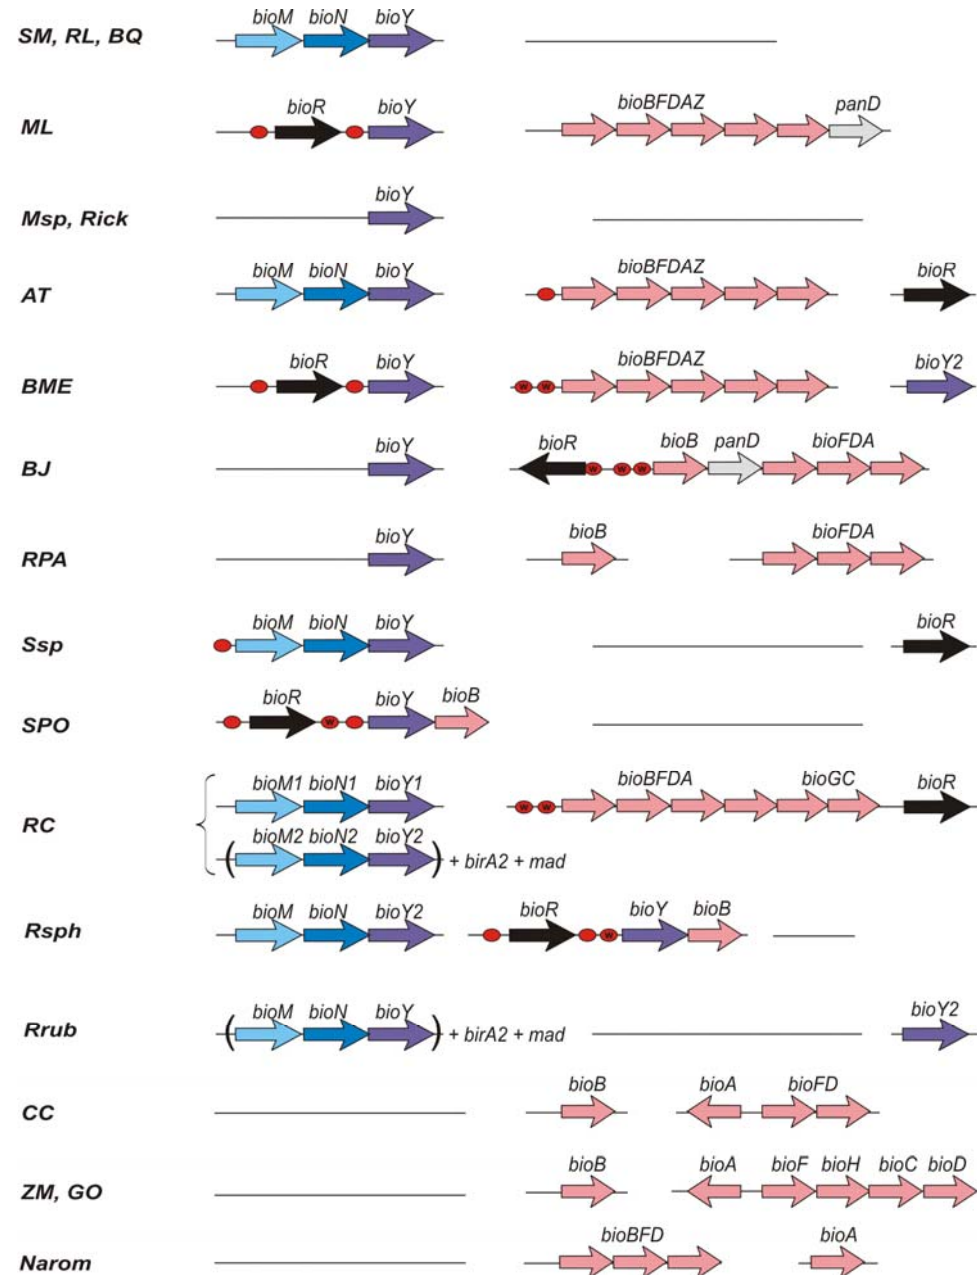 bioM bioN bioY
SM, RL, BQ
bioR bioY bioBFDAZ panD
ML
bioY
Msp, Rick
bioM bioN bioY bioBFDAZ bioR
AT
bioR bioY bioBFDAZ bioY2
BME w w
bioY bioR bioB panD bioFDA
BJ w w w
bioY bioB bioFDA
RPA
bioM bioN bioY bioR
Ssp
bioR bioY bioB
SPO w
bioM1 bioN1 bioY1 bioBFDA bioGC bioR
w w
RC
bioM2 bioN2 bioY2
( ) + birA2 + mad
bioM bioN bioY2 bioR bioY bioB
Rsph w
bioM bioN bioY bioY2
Rrub ( ) + birA2 + mad
bioB bioA bioFD
CC
bioB bioA bioF bioH bioC bioD
ZM, GO
bioBFD bioA
Narom